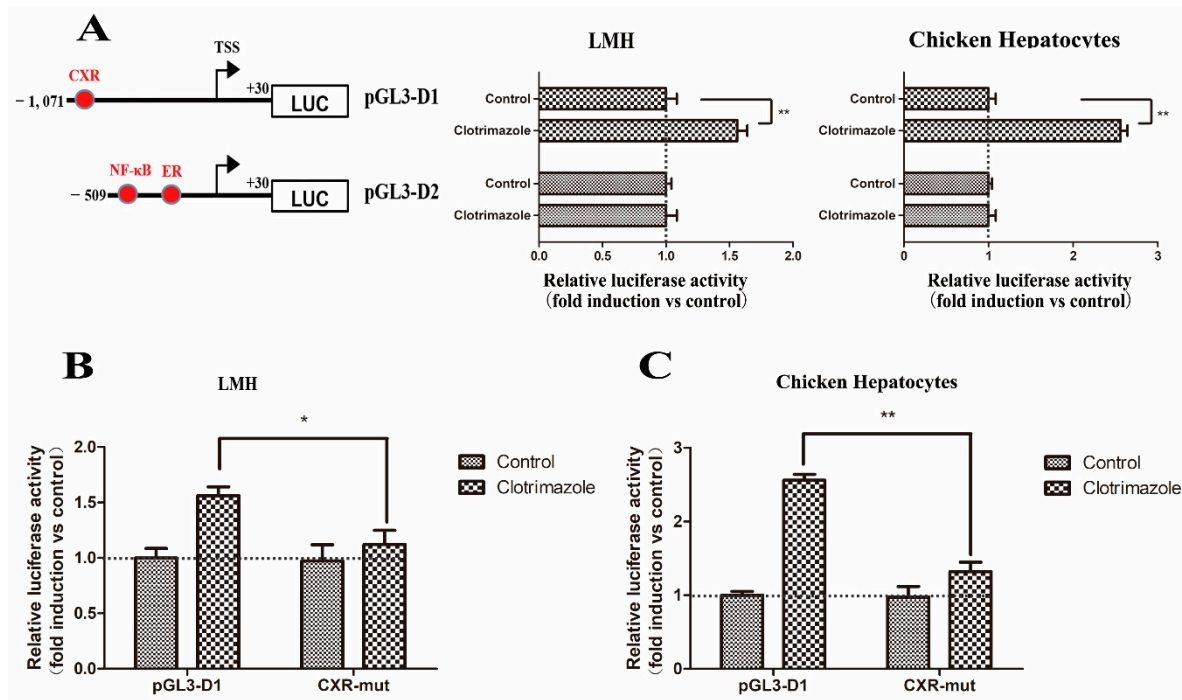 A
TSS
CXR
+30
− 1, 071
LUC
pGL3-D1
NF-κB
ER
+30
− 509
LUC
pGL3-D2
LMH
Control
**
Clotrimazole
Control
Clotrimazole
0.0
0.5
1.0
1.5
2.0
Relative luciferase activity
(fold induction vs control)
Chicken Hepatocytes
Control
**
Clotrimazole
Control
Clotrimazole
0
1
2
3
Relative luciferase activity
(fold induction vs control)
B
LMH
*
2.0
1.5
1.0
0.5
0.0
Relative luciferase activity
(fold induction vs control)
Control
Clotrimazole
pGL3-D1
CXR-mut
C
Chicken Hepatocytes
**
3
2
1
0
Relative luciferase activity
(fold induction vs control)
Control
Clotrimazole
pGL3-D1
CXR-mut